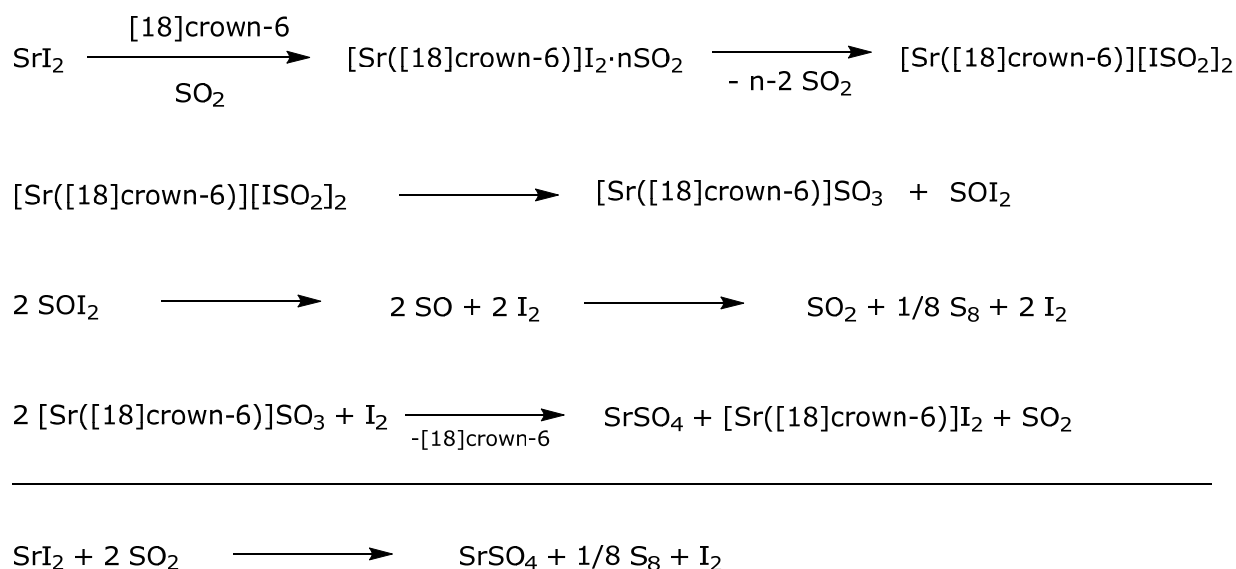 [18]crown-6
SrI₂ ⟶ [Sr([18]crown-6)]I₂·nSO₂ ⟶ [Sr([18]crown-6)][ISO₂]₂
SO₂ - n-2 SO₂
[Sr([18]crown-6)][ISO₂]₂ ⟶ [Sr([18]crown-6)]SO₃ + SOI₂
2 SOI₂ ⟶ 2 SO + 2 I₂ ⟶ SO₂ + 1/8 S₈ + 2 I₂
2 [Sr([18]crown-6)]SO₃ + I₂ ⟶ SrSO₄ + [Sr([18]crown-6)]I₂ + SO₂
-[18]crown-6
SrI₂ + 2 SO₂ ⟶ SrSO₄ + 1/8 S₈ + I₂